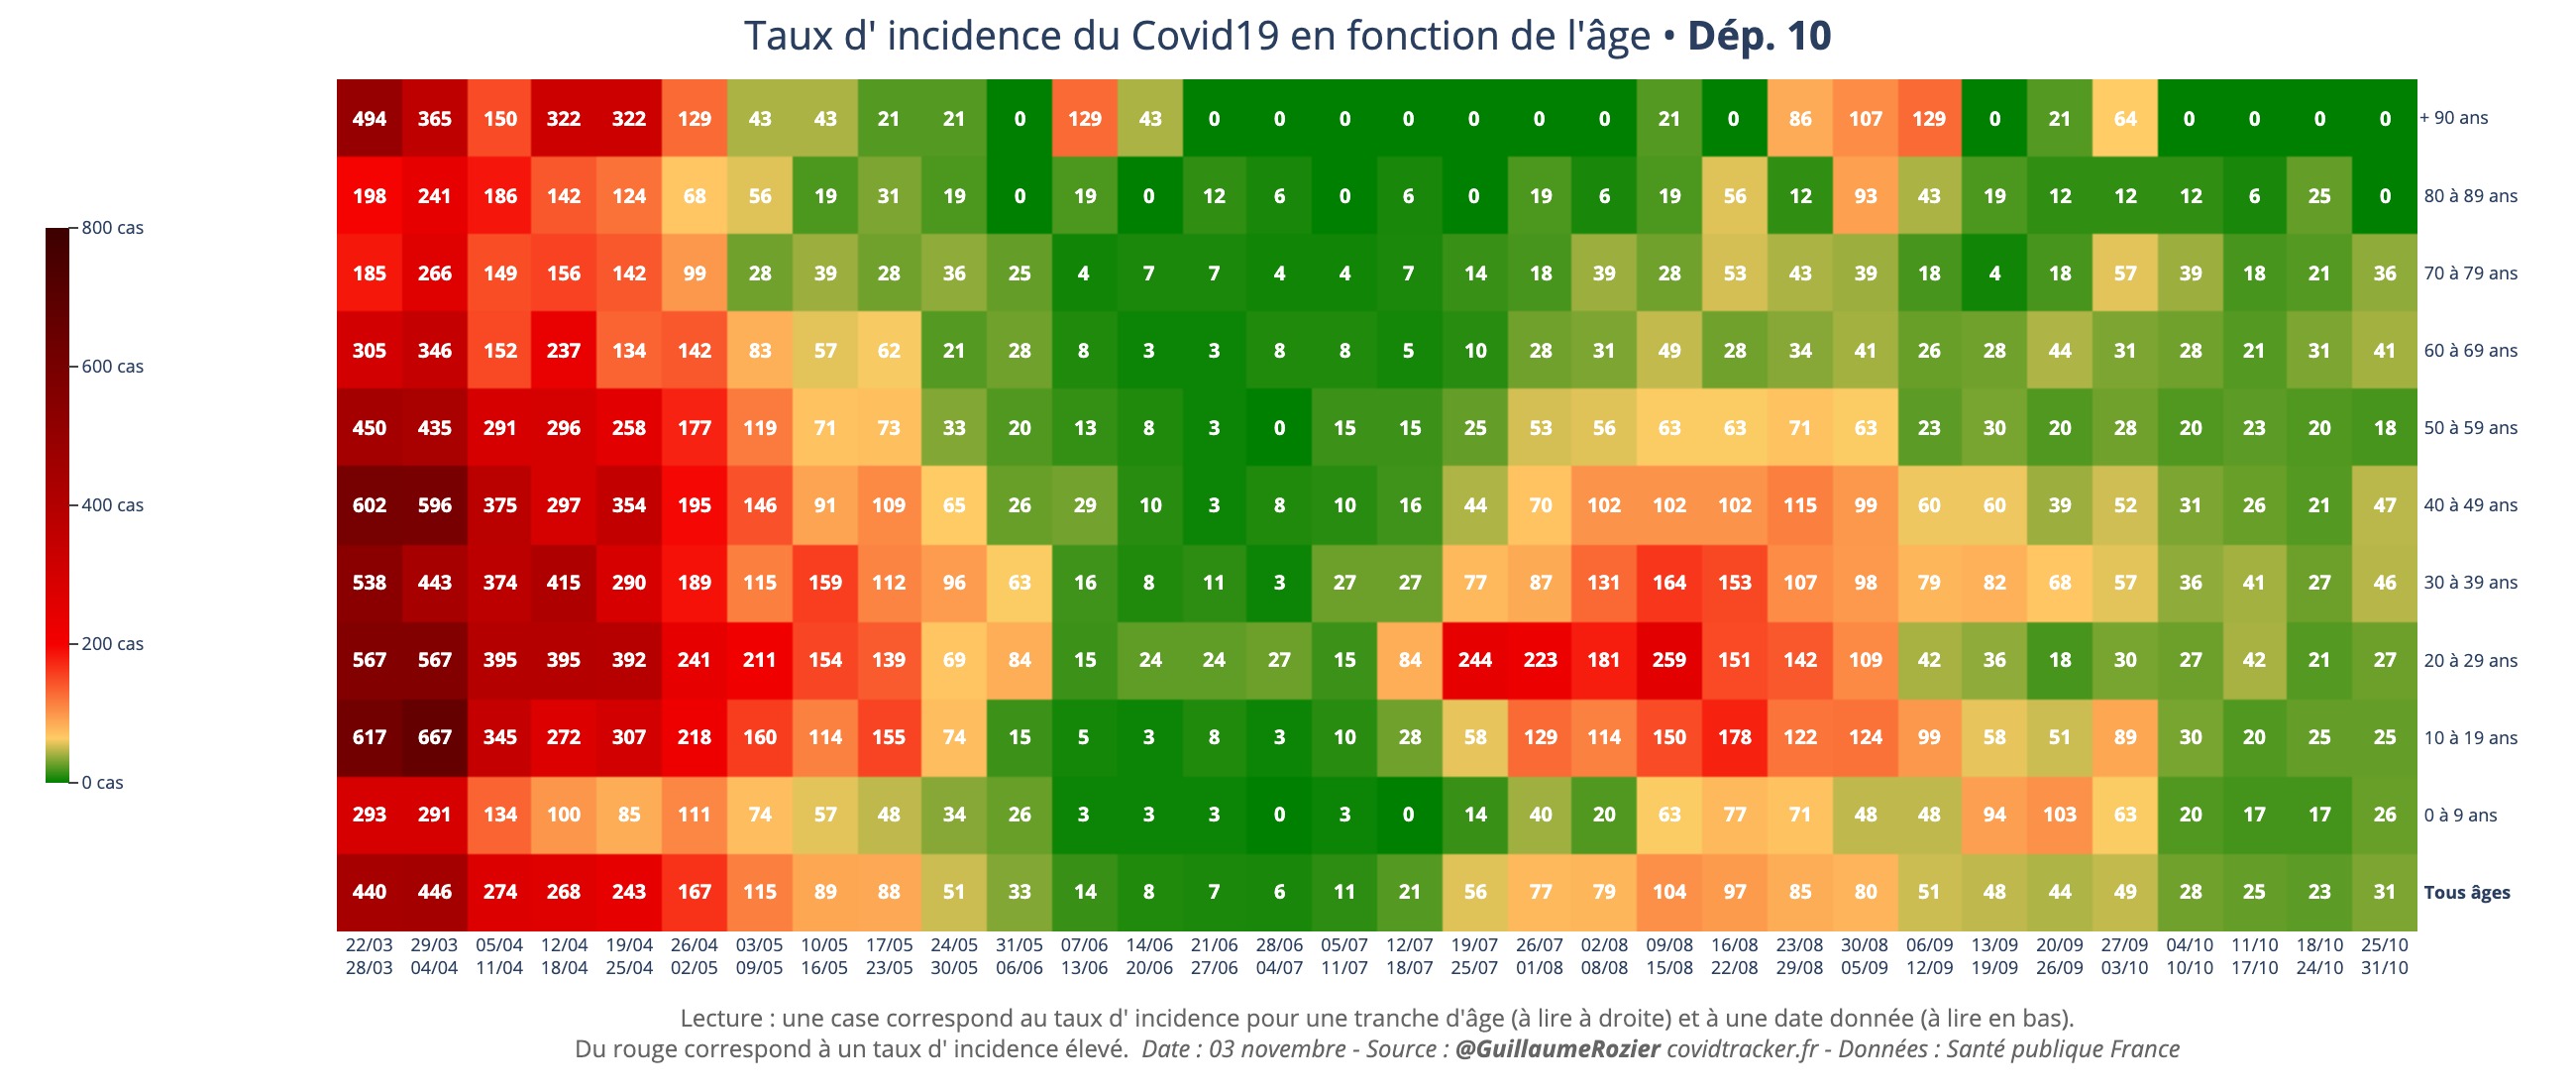 Taux d' incidence du Covid19 en fonction de l'âge • Dép. 10
494 365 150 322 322 129 43 43 21 21 0 129 43 0 0 0 0 0 0 0 21 0 86 107 129 0 21 64 0 0 0 0 + 90 ans
198 241 186 142 124 68 56 19 31 19 0 19 0 12 6 0 6 0 19 6 19 56 12 93 43 19 12 12 12 6 25 0 80 à 89 ans
800 cas
185 266 149 156 142 99 28 39 28 36 25 4 7 7 4 4 7 14 18 39 28 53 43 39 18 4 18 57 39 18 21 36 70 à 79 ans
305 346 152 237 134 142 83 57 62 21 28 8 3 3 8 8 5 10 28 31 49 28 34 41 26 28 44 31 28 21 31 41 60 à 69 ans
600 cas
450 435 291 296 258 177 119 71 73 33 20 13 8 3 0 15 15 25 53 56 63 63 71 63 23 30 20 28 20 23 20 18 50 à 59 ans
400 cas
602 596 375 297 354 195 146 91 109 65 26 29 10 3 8 10 16 44 70 102 102 102 115 99 60 60 39 52 31 26 21 47 40 à 49 ans
538 443 374 415 290 189 115 159 112 96 63 16 8 11 3 27 27 77 87 131 164 153 107 98 79 82 68 57 36 41 27 46 30 à 39 ans
200 cas
567 567 395 395 392 241 211 154 139 69 84 15 24 24 27 15 84 244 223 181 259 151 142 109 42 36 18 30 27 42 21 27 20 à 29 ans
617 667 345 272 307 218 160 114 155 74 15 5 3 8 3 10 28 58 129 114 150 178 122 124 99 58 51 89 30 20 25 25 10 à 19 ans
0 cas
293 291 134 100 85 111 74 57 48 34 26 3 3 3 0 3 0 14 40 20 63 77 71 48 48 94 103 63 20 17 17 26 0 à 9 ans
440 446 274 268 243 167 115 89 88 51 33 14 8 7 6 11 21 56 77 79 104 97 85 80 51 48 44 49 28 25 23 31 Tous âges
22/03 29/03 05/04 12/04 19/04 26/04 03/05 10/05 17/05 24/05 31/05 07/06 14/06 21/06 28/06 05/07 12/07 19/07 26/07 02/08 09/08 16/08 23/08 30/08 06/09 13/09 20/09 27/09 04/10 11/10 18/10 25/10
28/03 04/04 11/04 18/04 25/04 02/05 09/05 16/05 23/05 30/05 06/06 13/06 20/06 27/06 04/07 11/07 18/07 25/07 01/08 08/08 15/08 22/08 29/08 05/09 12/09 19/09 26/09 03/10 10/10 17/10 24/10 31/10
Lecture : une case correspond au taux d' incidence pour une tranche d'âge (à lire à droite) et à une date donnée (à lire en bas).
Du rouge correspond à un taux d' incidence élevé. Date : 03 novembre - Source : @GuillaumeRozier covidtracker.fr - Données : Santé publique France